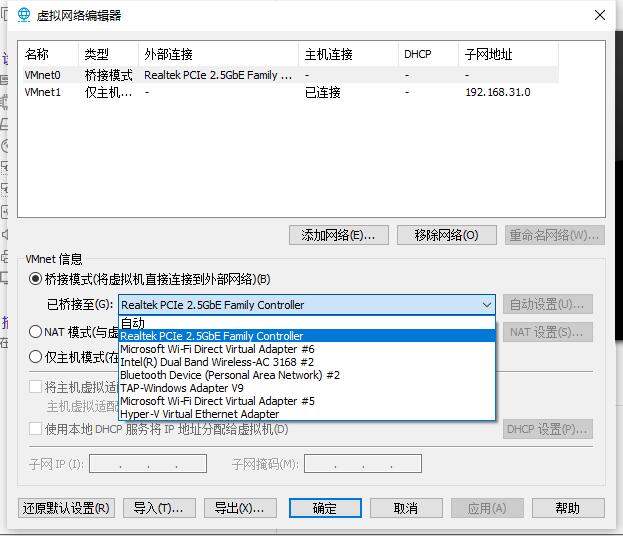 虚拟网络编辑器
名称 类型 外部连接 主机连接 DHCP 子网地址
VMnet0 桥接模式 Realtek PCIe 2.5GbE Family ... - - -
VMnet1 仅主机... - 已连接 - 192.168.31.0
添加网络(E)... 移除网络(O) 重命名网络(W)...
VMnet 信息
桥接模式(将虚拟机直接连接到外部网络)(B)
已桥接至(G): Realtek PCIe 2.5GbE Family Controller 自动设置(U)...
自动
NAT 模式(与虚 Realtek PCIe 2.5GbE Family Controller NAT 设置(S)...
Microsoft Wi-Fi Direct Virtual Adapter #6
仅主机模式(在 Intel(R) Dual Band Wireless-AC 3168 #2
Bluetooth Device (Personal Area Network) #2
将主机虚拟适 TAP-Windows Adapter V9
主机虚拟适配 Microsoft Wi-Fi Direct Virtual Adapter #5
Hyper-V Virtual Ethernet Adapter
使用本地 DHCP 服务将 IP 地址分配给虚拟机(D) DHCP 设置(P)...
子网 IP (I): . . . 子网掩码(M): . . .
还原默认设置(R) 导入(T)... 导出(X)... 确定 取消 应用(A) 帮助